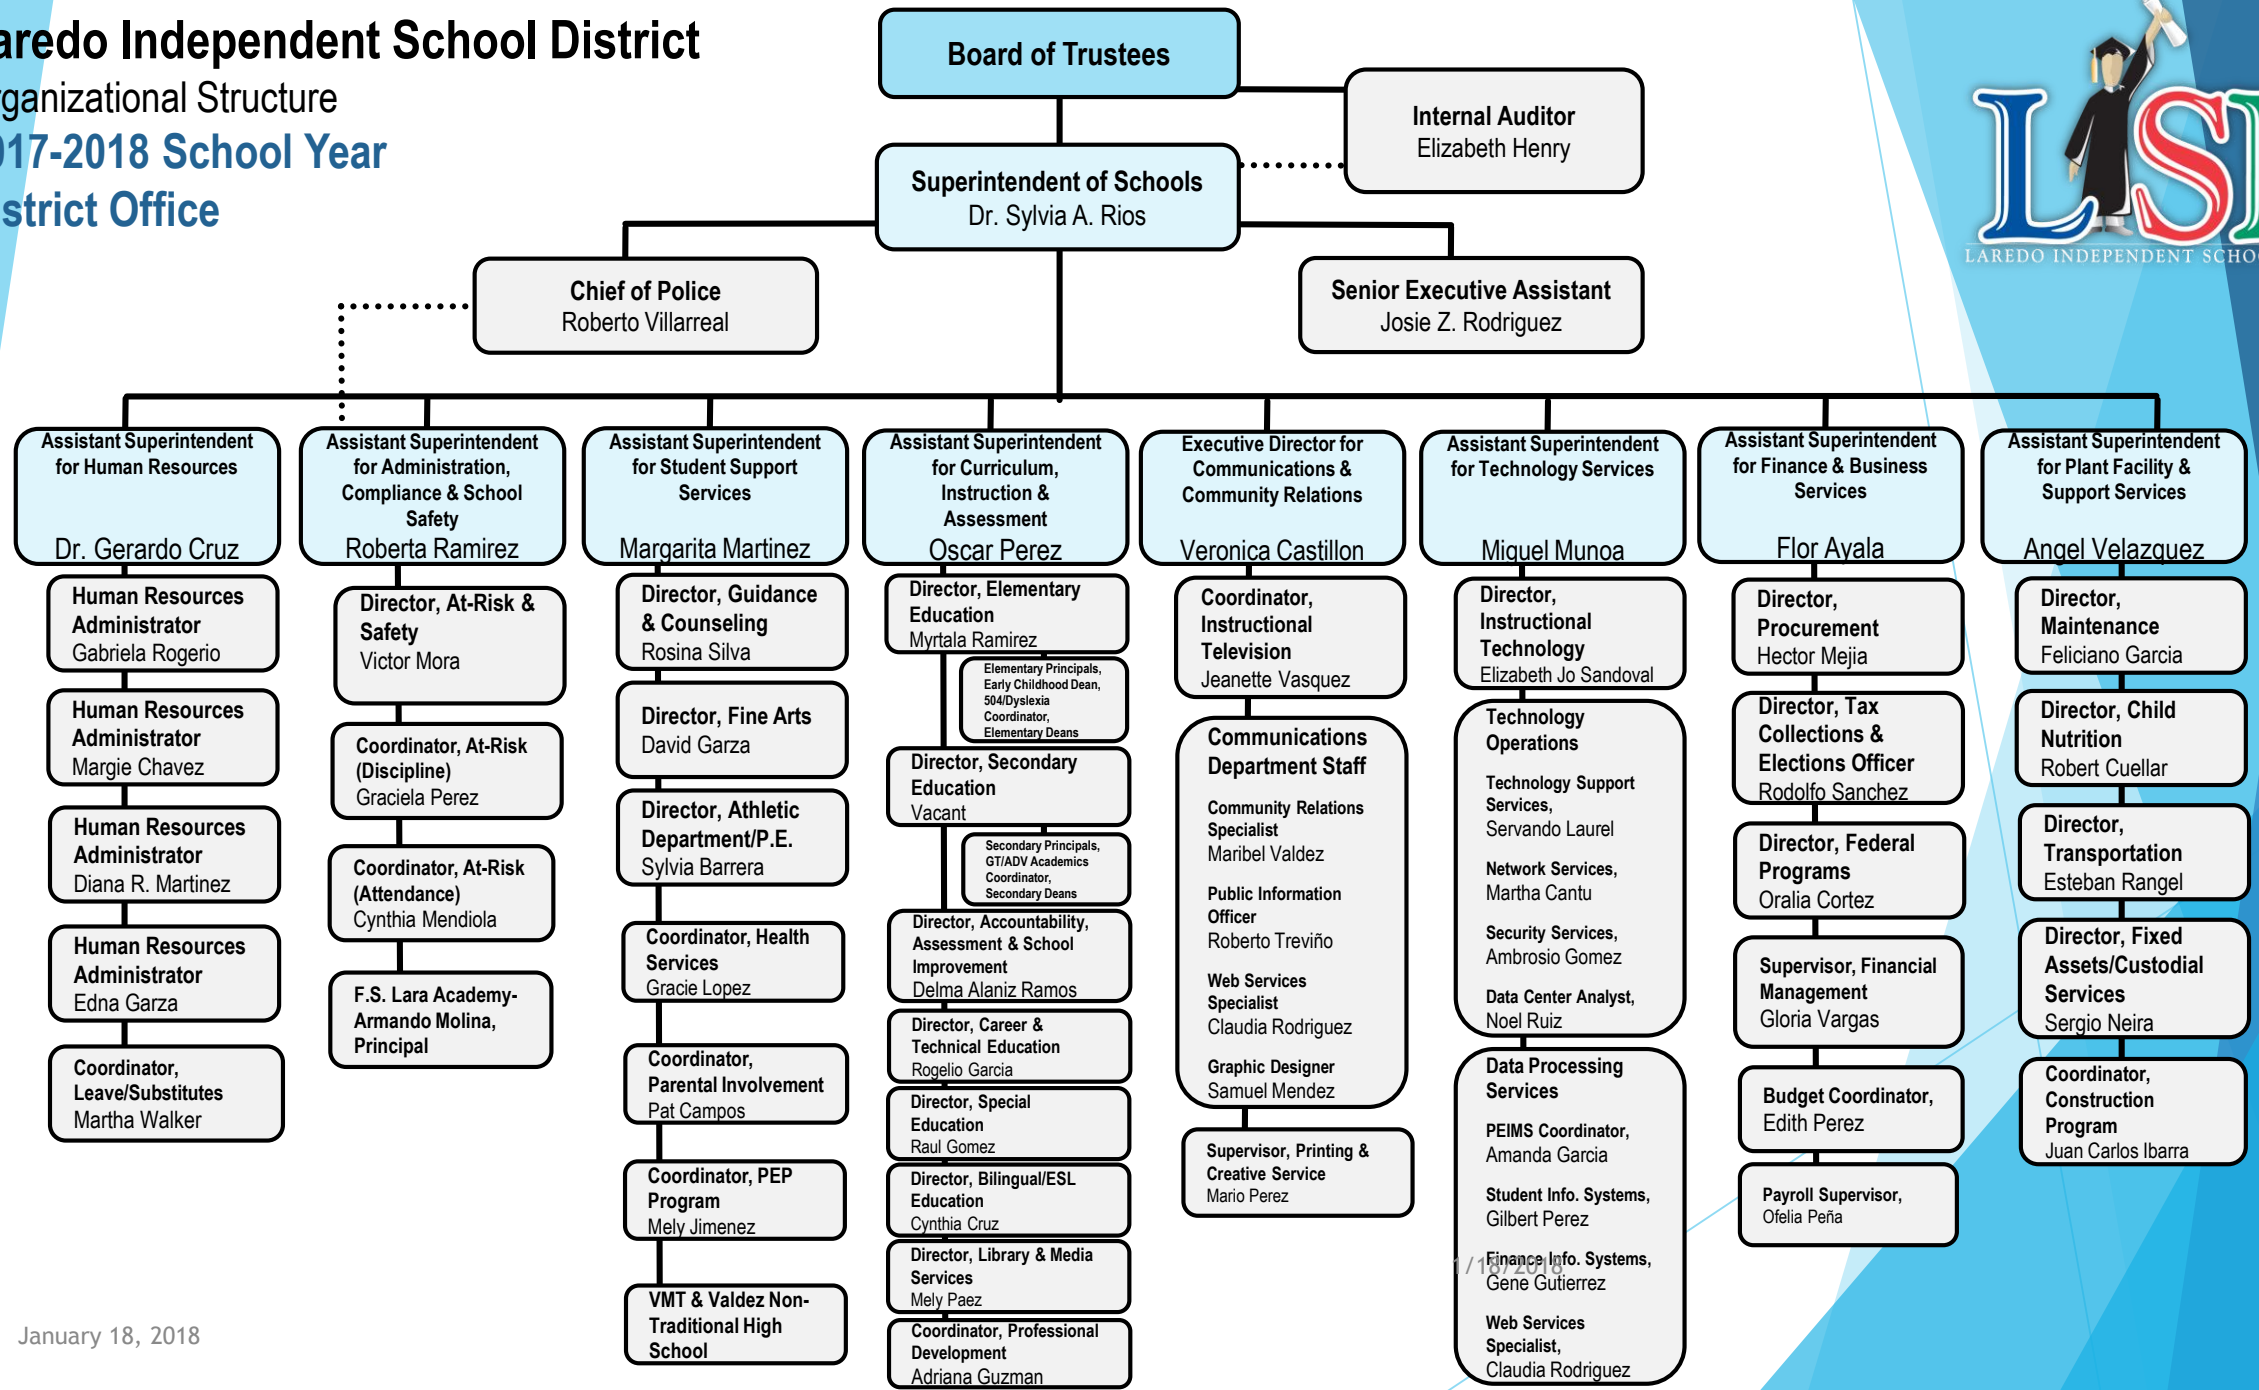 aredo Independent School District
rganizational Structure
017-2018 School Year
strict Office
Board of Trustees
Internal Auditor
Elizabeth Henry
Superintendent of Schools
Dr. Sylvia A. Rios
LSI
LAREDO INDEPENDENT SCHO
Chief of Police
Roberto Villarreal
Senior Executive Assistant
Josie Z. Rodriguez
Assistant Superintendent
for Human Resources
Dr. Gerardo Cruz
Human Resources
Administrator
Gabriela Rogerio
Human Resources
Administrator
Margie Chavez
Human Resources
Administrator
Diana R. Martinez
Human Resources
Administrator
Edna Garza
Coordinator,
Leave/Substitutes
Martha Walker
Assistant Superintendent
for Administration,
Compliance & School
Safety
Roberta Ramirez
Director, At-Risk &
Safety
Victor Mora
Coordinator, At-Risk
(Discipline)
Graciela Perez
Coordinator, At-Risk
(Attendance)
Cynthia Mendiola
F.S. Lara Academy-
Armando Molina,
Principal
Assistant Superintendent
for Student Support
Services
Margarita Martinez
Director, Guidance
& Counseling
Rosina Silva
Director, Fine Arts
David Garza
Director, Athletic
Department/P.E.
Sylvia Barrera
Coordinator, Health
Services
Gracie Lopez
Coordinator,
Parental Involvement
Pat Campos
Coordinator, PEP
Program
Mely Jimenez
VMT & Valdez Non-
Traditional High
School
Assistant Superintendent
for Curriculum,
Instruction &
Assessment
Oscar Perez
Director, Elementary
Education
Myrtala Ramirez
Elementary Principals,
Early Childhood Dean,
504/Dyslexia
Coordinator,
Elementary Deans
Director, Secondary
Education
Vacant
Secondary Principals,
GT/ADV Academics
Coordinator,
Secondary Deans
Director, Accountability,
Assessment & School
Improvement
Delma Alaniz Ramos
Director, Career &
Technical Education
Rogelio Garcia
Director, Special
Education
Raul Gomez
Director, Bilingual/ESL
Education
Cynthia Cruz
Director, Library & Media
Services
Mely Paez
Coordinator, Professional
Development
Adriana Guzman
Executive Director for
Communications &
Community Relations
Veronica Castillon
Coordinator,
Instructional
Television
Jeanette Vasquez
Communications
Department Staff
Community Relations
Specialist
Maribel Valdez
Public Information
Officer
Roberto Treviño
Web Services
Specialist
Claudia Rodriguez
Graphic Designer
Samuel Mendez
Supervisor, Printing &
Creative Service
Mario Perez
Assistant Superintendent
for Technology Services
Miguel Munoa
Director,
Instructional
Technology
Elizabeth Jo Sandoval
Technology
Operations
Technology Support
Services,
Servando Laurel
Network Services,
Martha Cantu
Security Services,
Ambrosio Gomez
Data Center Analyst,
Noel Ruiz
Data Processing
Services
PEIMS Coordinator,
Amanda Garcia
Student Info. Systems,
Gilbert Perez
Finance Info. Systems,
Gene Gutierrez
Web Services
Specialist,
Claudia Rodriguez
1/18/2018
Assistant Superintendent
for Finance & Business
Services
Flor Ayala
Director,
Procurement
Hector Mejia
Director, Tax
Collections &
Elections Officer
Rodolfo Sanchez
Director, Federal
Programs
Oralia Cortez
Supervisor, Financial
Management
Gloria Vargas
Budget Coordinator,
Edith Perez
Payroll Supervisor,
Ofelia Peña
Assistant Superintendent
for Plant Facility &
Support Services
Angel Velazquez
Director,
Maintenance
Feliciano Garcia
Director, Child
Nutrition
Robert Cuellar
Director,
Transportation
Esteban Rangel
Director, Fixed
Assets/Custodial
Services
Sergio Neira
Coordinator,
Construction
Program
Juan Carlos Ibarra
January 18, 2018